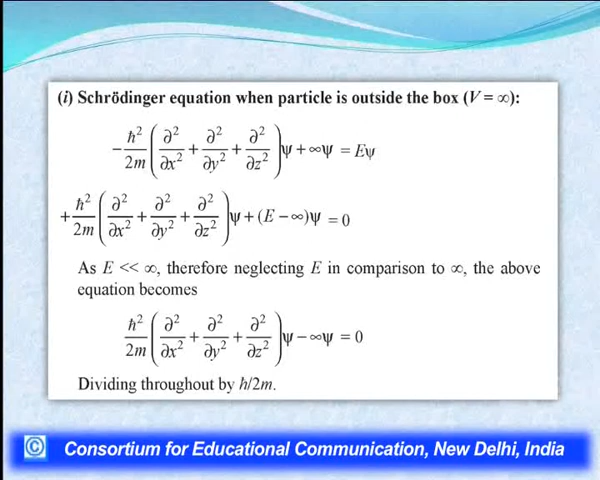 (i) Schrödinger equation when particle is outside the box (V = ∞):
−ħ²/2m (∂²/∂x² + ∂²/∂y² + ∂²/∂z²)ψ + ∞ψ = Eψ
+ħ²/2m (∂²/∂x² + ∂²/∂y² + ∂²/∂z²)ψ + (E − ∞)ψ = 0
As E << ∞, therefore neglecting E in comparison to ∞, the above
equation becomes
ħ²/2m (∂²/∂x² + ∂²/∂y² + ∂²/∂z²)ψ − ∞ψ = 0
Dividing throughout by ħ/2m.
© Consortium for Educational Communication, New Delhi, India